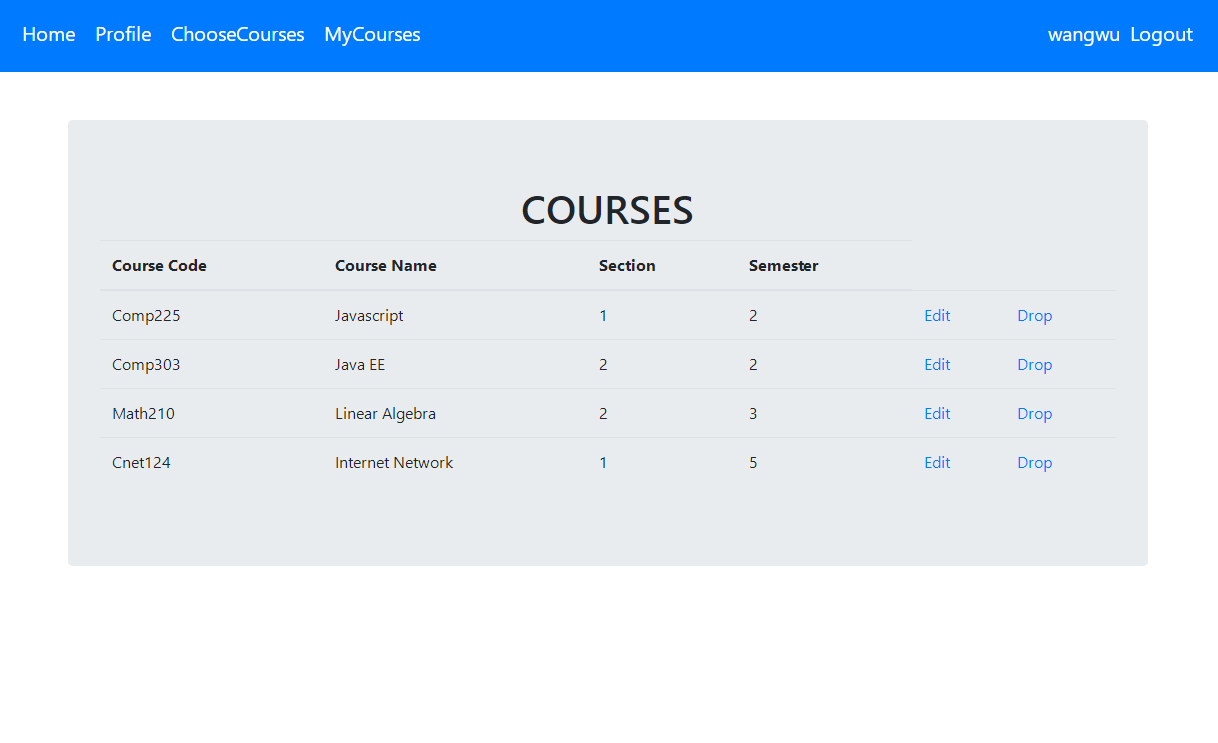 Home Profile ChooseCourses MyCourses wangwu Logout
COURSES
Course Code Course Name Section Semester
Comp225 Javascript 1 2 Edit Drop
Comp303 Java EE 2 2 Edit Drop
Math210 Linear Algebra 2 3 Edit Drop
Cnet124 Internet Network 1 5 Edit Drop